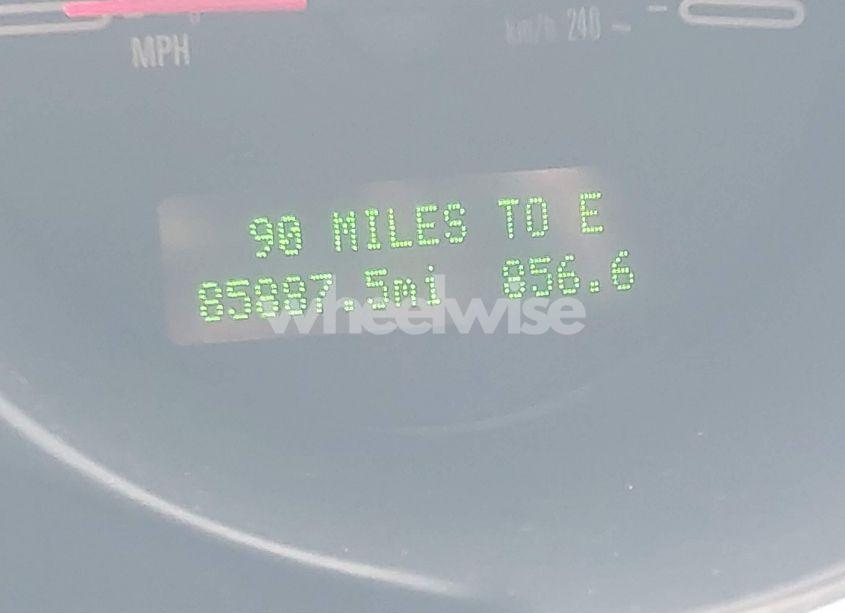 MPH
km/h 240
90 MILES TO E
85887.5mi 856.6
wheelwise